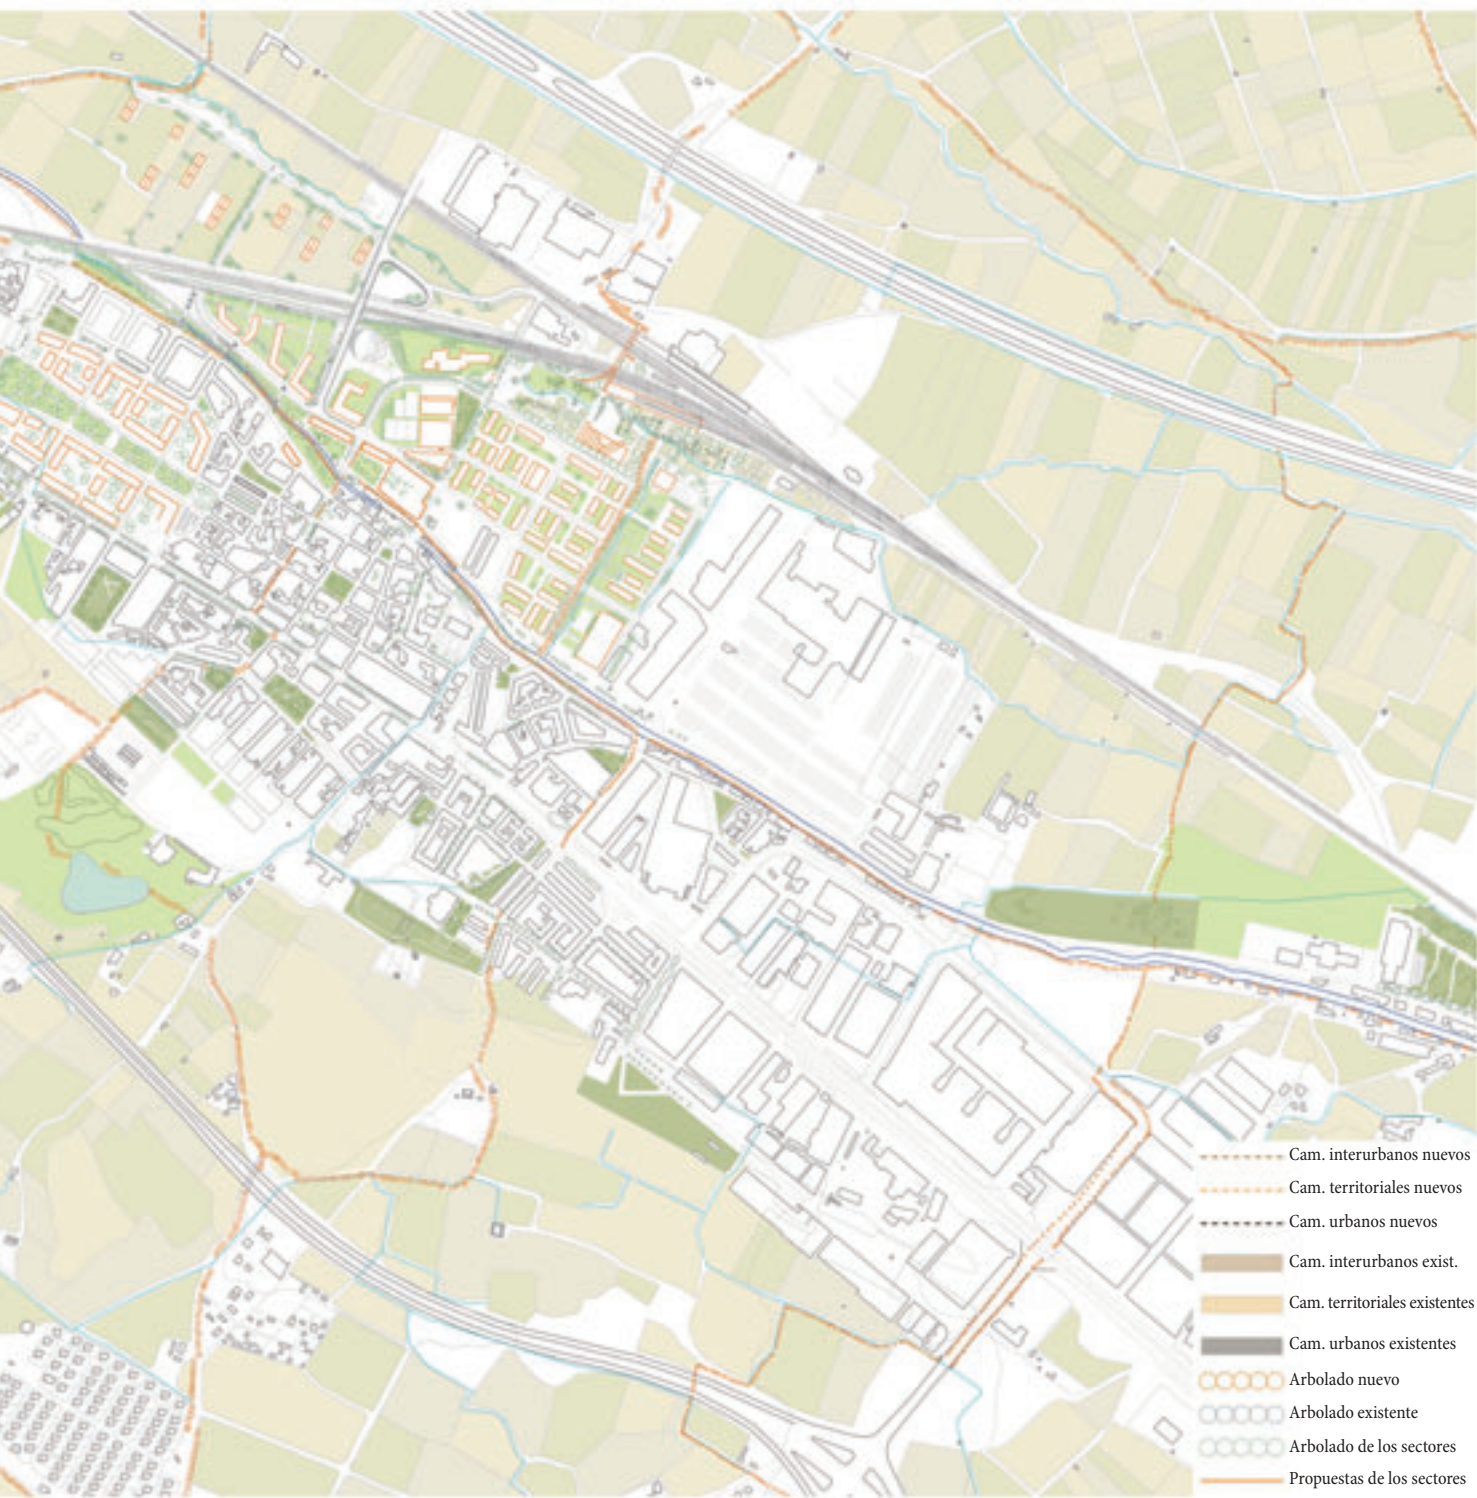 Cam. interurbanos nuevos
Cam. territoriales nuevos
Cam. urbanos nuevos
Cam. interurbanos exist.
Cam. territoriales existentes
Cam. urbanos existentes
Arbolado nuevo
Arbolado existente
Arbolado de los sectores
Propuestas de los sectores